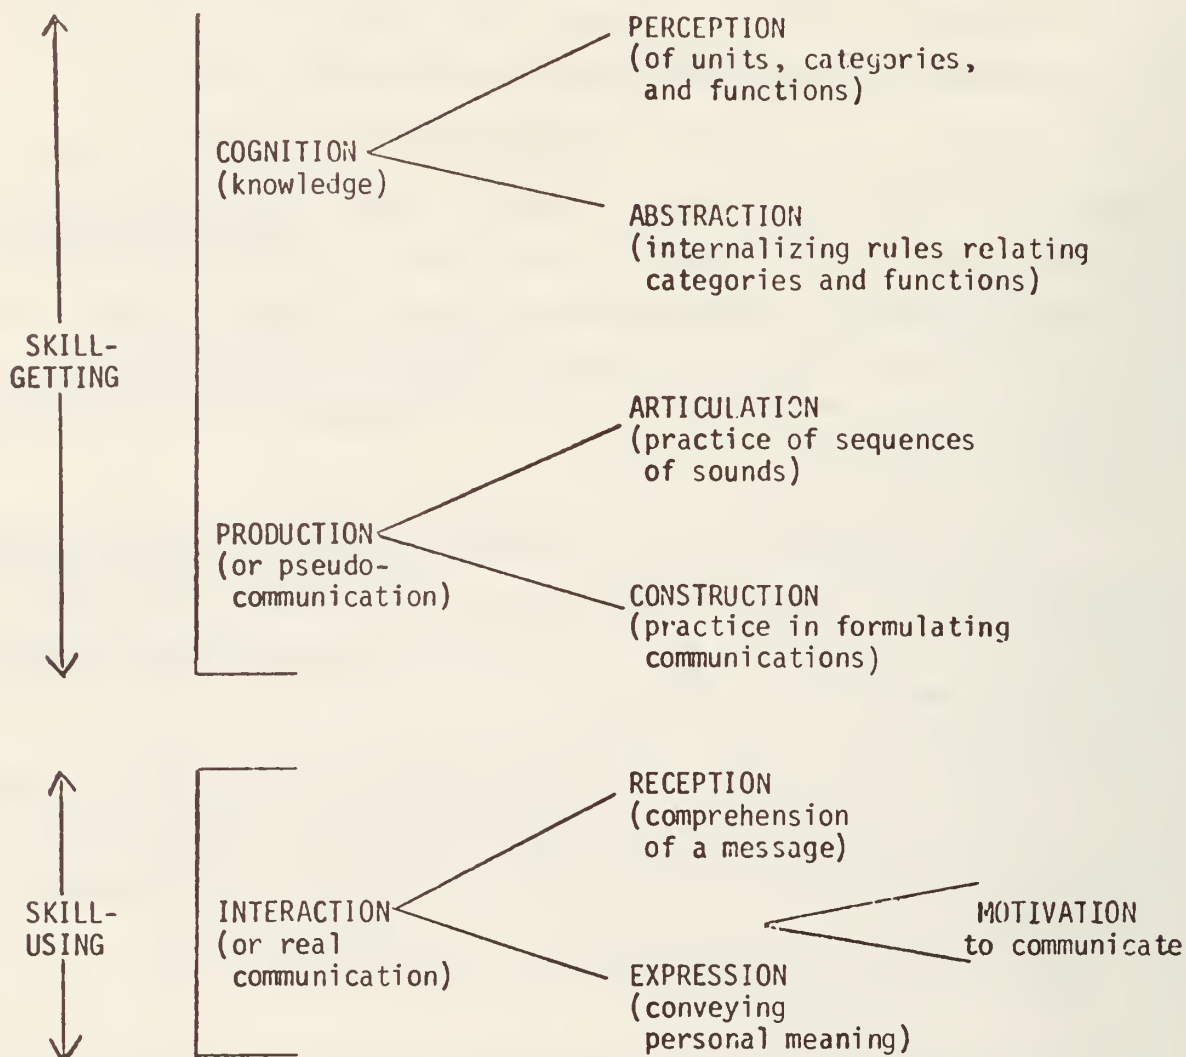 PERCEPTION
(of units, categories,
and functions)
COGNITION
(knowledge)
ABSTRACTION
(internalizing rules relating
categories and functions)
SKILL-
GETTING
ARTICULATION
(practice of sequences
of sounds)
PRODUCTION
(or pseudo-
communication)
CONSTRUCTION
(practice in formulating
communications)
RECEPTION
(comprehension
of a message)
SKILL-
USING
INTERACTION
(or real
communication)
MOTIVATION
to communicate
EXPRESSION
(conveying
personal meaning)